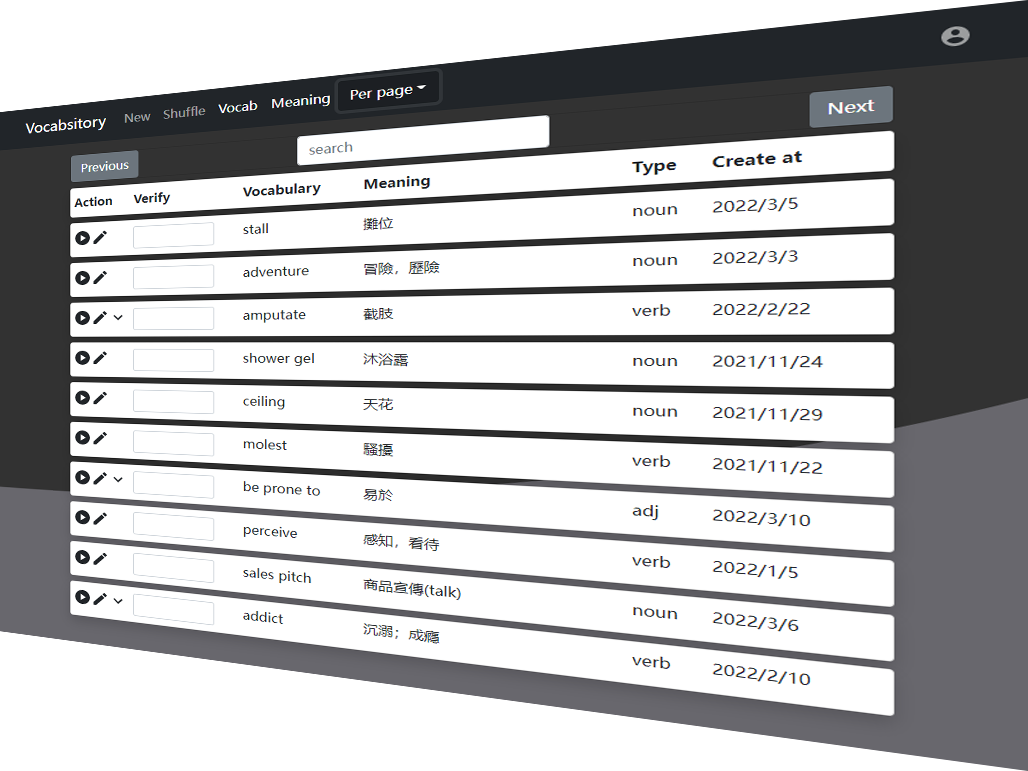 Vocabsitory New Shuffle Vocab Meaning Per page
search
Previous
Next
Action Verify Vocabulary Meaning Type Create at
stall 攤位 noun 2022/3/5
adventure 冒險，歷險 noun 2022/3/3
amputate 截肢 verb 2022/2/22
shower gel 沐浴露 noun 2021/11/24
ceiling 天花 noun 2021/11/29
molest 騷擾 verb 2021/11/22
be prone to 易於 adj 2022/3/10
perceive 感知，看待 verb 2022/1/5
sales pitch 商品宣傳(talk) noun 2022/3/6
addict 沉溺；成癮 verb 2022/2/10